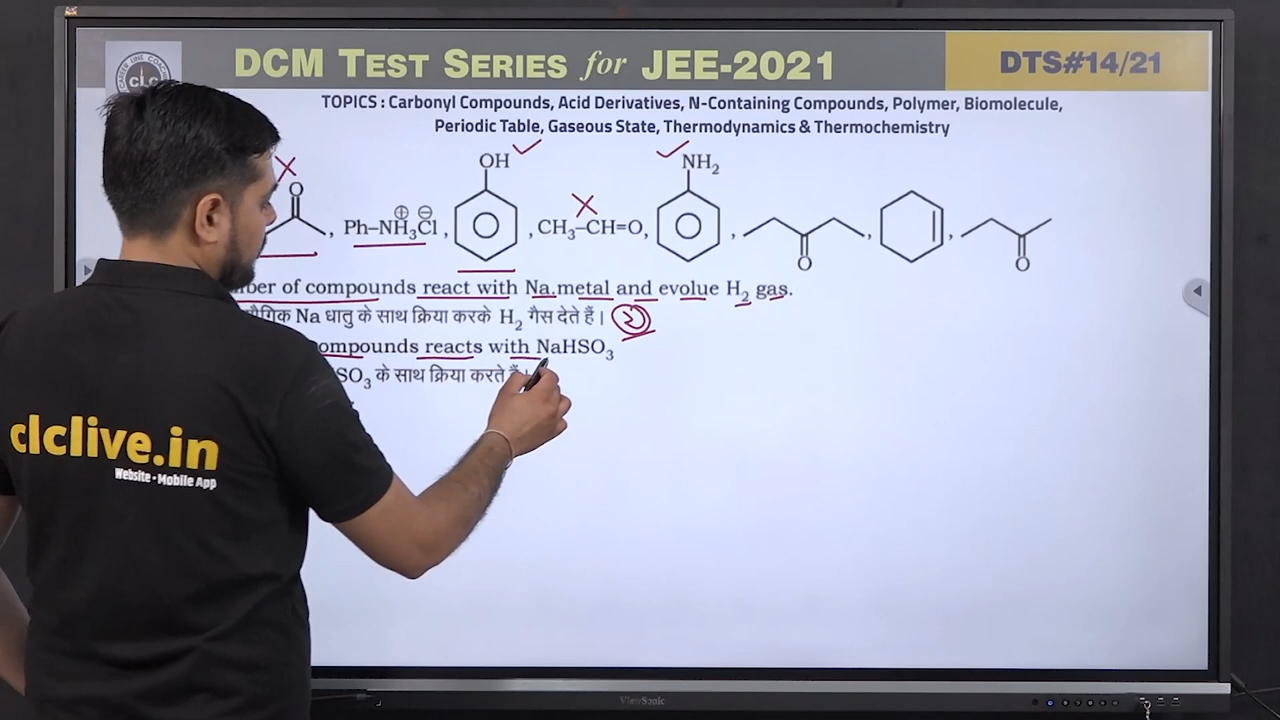 DCM TEST SERIES for JEE-2021
DTS#14/21
CLC
TOPICS : Carbonyl Compounds, Acid Derivatives, N-Containing Compounds, Polymer, Biomolecule,
Periodic Table, Gaseous State, Thermodynamics & Thermochemistry
OH
NH₂
O
, Ph–NH₃Cl , , CH₃–CH=O, , , ,
⊕ ⊖
O
O
of compounds react with Na metal and evolve H₂ gas.
Na धातु के साथ क्रिया करके H₂ गैस देते हैं। 2
compounds reacts with NaHSO₃
SO₃ के साथ क्रिया करते
clclive.in
Website • Mobile App
ViewSonic